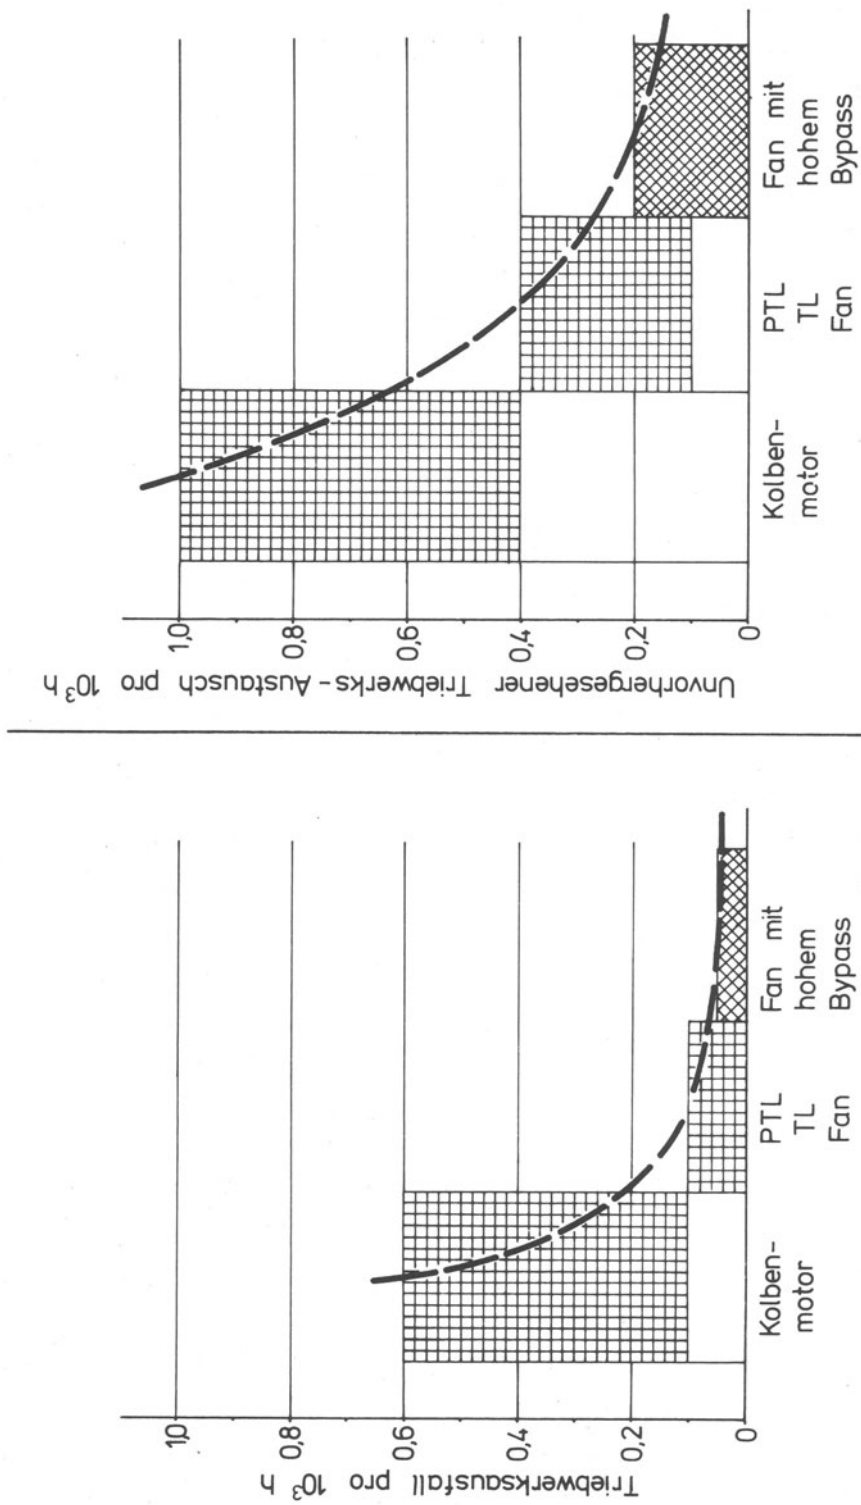 Triebwerksausfall pro 10³ h
1,0
0,8
0,6
0,4
0,2
0
Kolben-
motor
PTL
TL
Fan
Fan mit
hohem
Bypass
Unvorhergesehener Triebwerks-Austausch pro 10³ h
1,0
0,8
0,6
0,4
0,2
0
Kolben-
motor
PTL
TL
Fan
Fan mit
hohem
Bypass